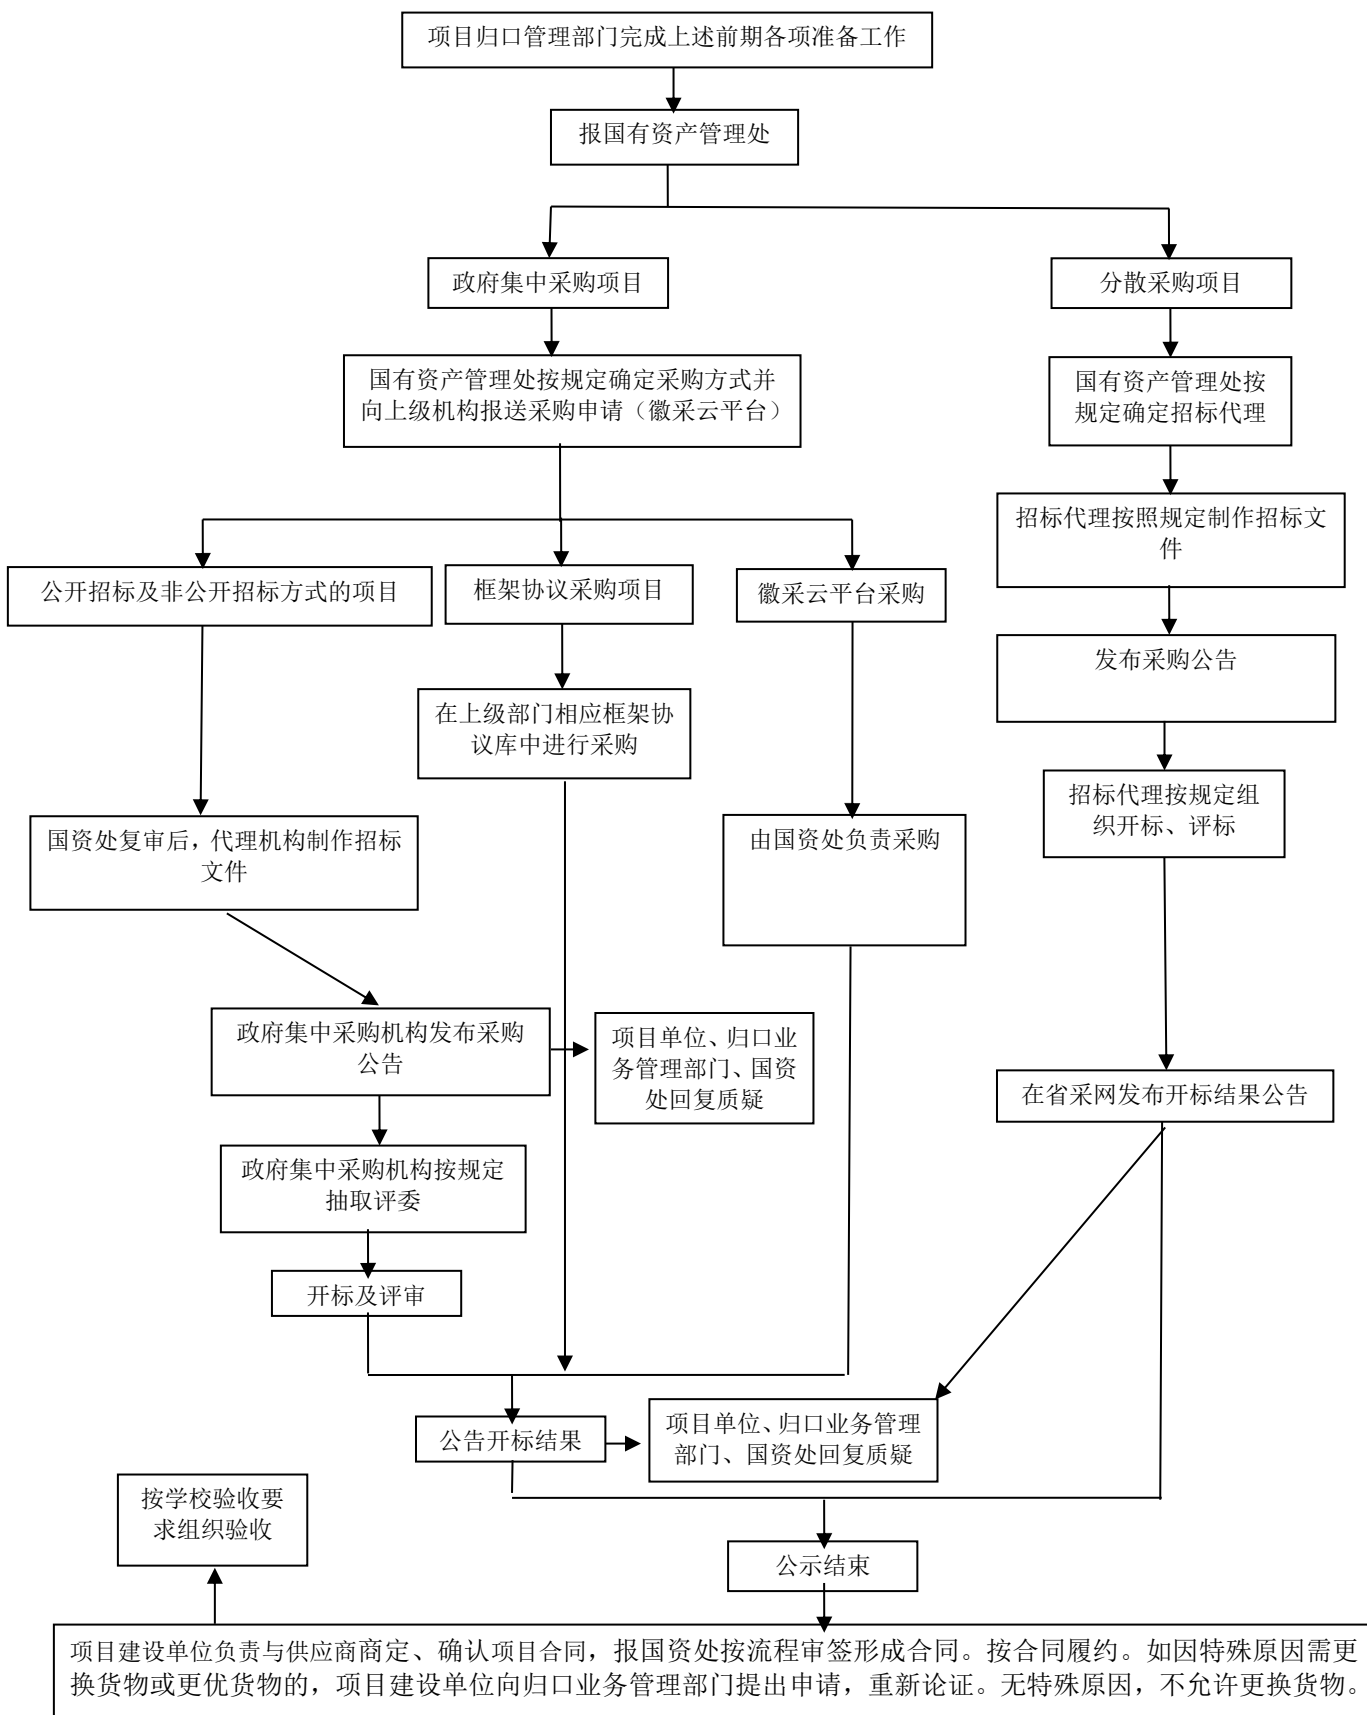 项目归口管理部门完成上述前期各项准备工作
报国有资产管理处
政府集中采购项目
分散采购项目
国有资产管理处按规定确定采购方式并
向上级机构报送采购申请（徽采云平台）
国有资产管理处按
规定确定招标代理
招标代理按照规定制作招标文
件
公开招标及非公开招标方式的项目
框架协议采购项目
徽采云平台采购
发布采购公告
在上级部门相应框架协
议库中进行采购
招标代理按规定组
织开标、评标
国资处复审后，代理机构制作招标
文件
由国资处负责采购
政府集中采购机构发布采购
公告
项目单位、归口业
务管理部门、国资
处回复质疑
在省采网发布开标结果公告
政府集中采购机构按规定
抽取评委
开标及评审
公告开标结果
项目单位、归口业务管理
部门、国资处回复质疑
按学校验收要
求组织验收
公示结束
项目建设单位负责与供应商商定、确认项目合同，报国资处按流程审签形成合同。按合同履约。如因特殊原因需更
换货物或更优货物的，项目建设单位向归口业务管理部门提出申请，重新论证。无特殊原因，不允许更换货物。